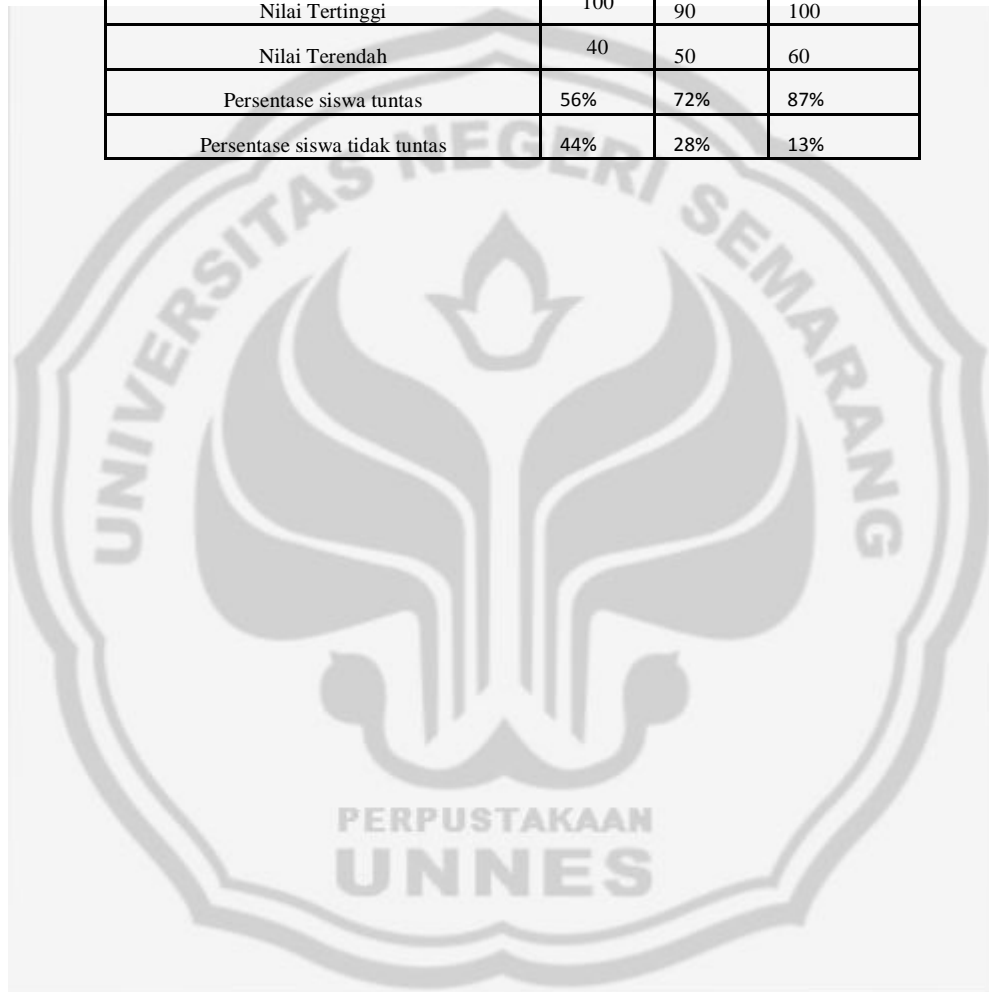 Nilai Tertinggi 100 90 100
Nilai Terendah 40 50 60
Persentase siswa tuntas 56% 72% 87%
Persentase siswa tidak tuntas 44% 28% 13%
UNIVERSITAS NEGERI SEMARANG
PERPUSTAKAAN
UNNES